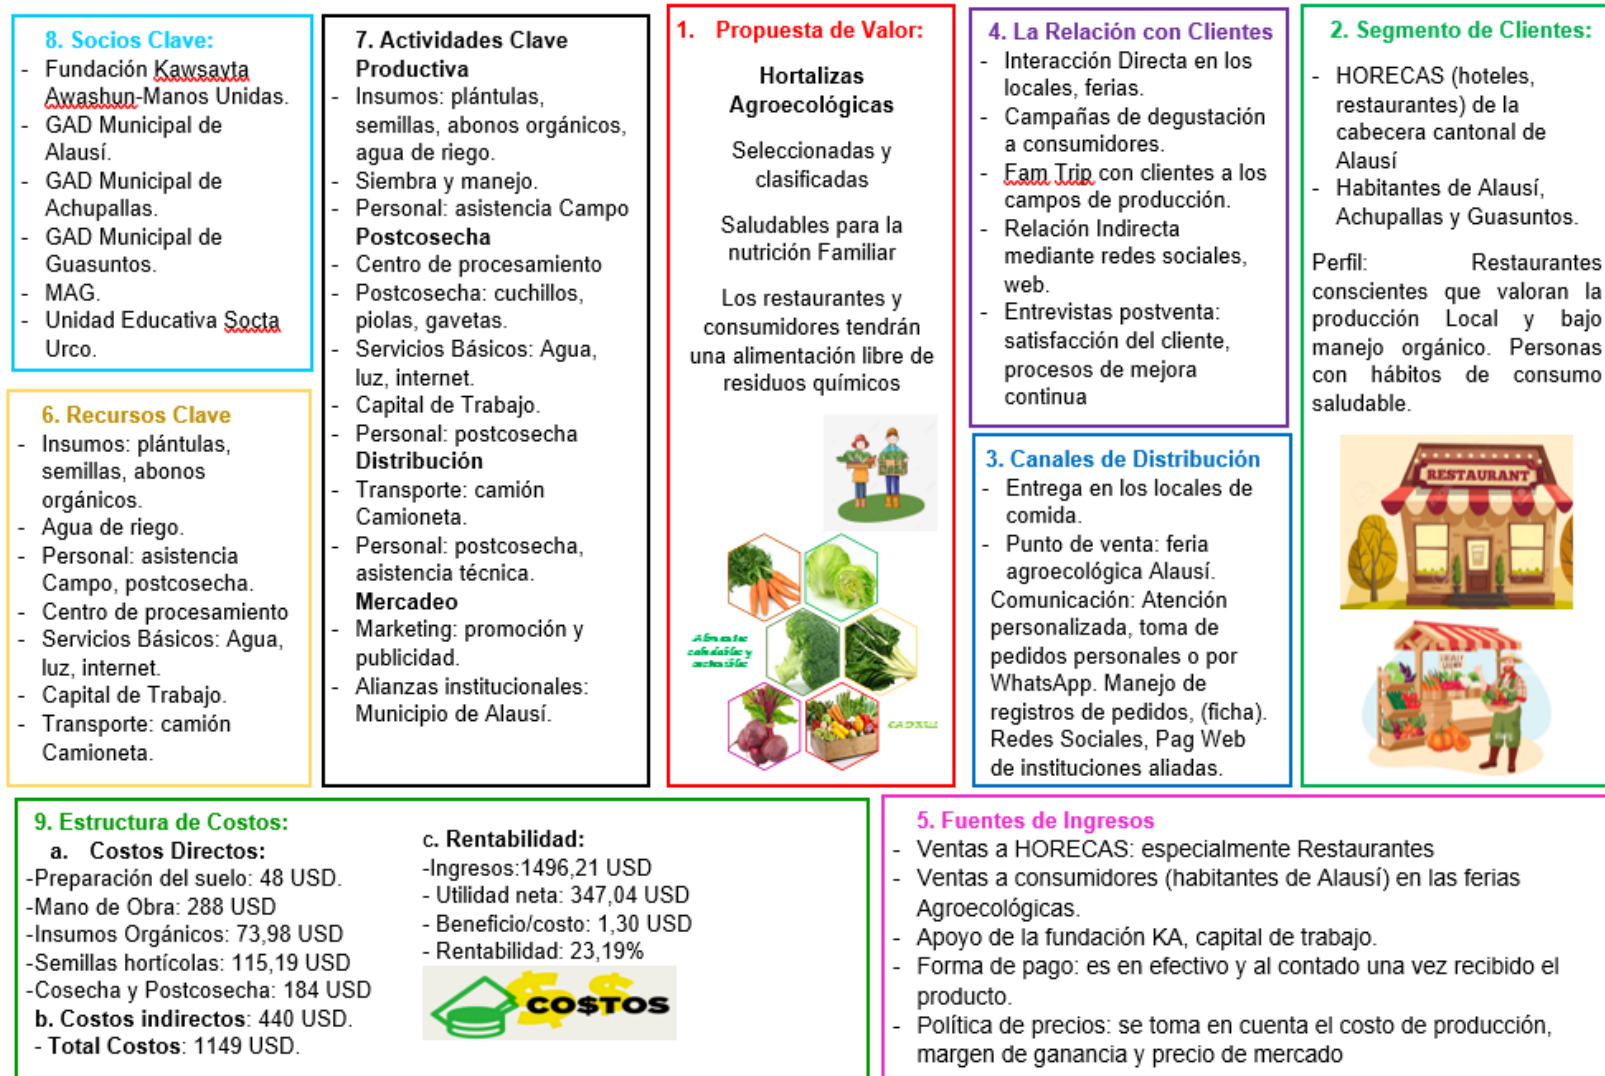 8. Socios Clave:
- Fundación Kawsayta
Awashun-Manos Unidas.
- GAD Municipal de
Alausí.
- GAD Municipal de
Achupallas.
- GAD Municipal de
Guasuntos.
- MAG.
- Unidad Educativa Socta
Urco.
6. Recursos Clave
- Insumos: plántulas,
semillas, abonos
orgánicos.
- Agua de riego.
- Personal: asistencia
Campo, postcosecha.
- Centro de procesamiento
- Servicios Básicos: Agua,
luz, internet.
- Capital de Trabajo.
- Transporte: camión
Camioneta.
7. Actividades Clave
Productiva
- Insumos: plántulas,
semillas, abonos orgánicos,
agua de riego.
- Siembra y manejo.
- Personal: asistencia Campo
Postcosecha
- Centro de procesamiento
- Postcosecha: cuchillos,
piolas, gavetas.
- Servicios Básicos: Agua,
luz, internet.
- Capital de Trabajo.
- Personal: postcosecha
Distribución
- Transporte: camión
Camioneta.
- Personal: postcosecha,
asistencia técnica.
Mercadeo
- Marketing: promoción y
publicidad.
- Alianzas institucionales:
Municipio de Alausí.
1. Propuesta de Valor:
Hortalizas
Agroecológicas
Seleccionadas y
clasificadas
Saludables para la
nutrición Familiar
Los restaurantes y
consumidores tendrán
una alimentación libre de
residuos químicos
Alimentos
saludables y
4. La Relación con Clientes
- Interacción Directa en los
locales, ferias.
- Campañas de degustación
a consumidores.
- Fam Trip con clientes a los
campos de producción.
- Relación Indirecta
mediante redes sociales,
web.
- Entrevistas postventa:
satisfacción del cliente,
procesos de mejora
continua
3. Canales de Distribución
- Entrega en los locales de
comida.
- Punto de venta: feria
agroecológica Alausí.
Comunicación: Atención
personalizada, toma de
pedidos personales o por
WhatsApp. Manejo de
registros de pedidos, (ficha).
Redes Sociales, Pag Web
de instituciones aliadas.
2. Segmento de Clientes:
- HORECAS (hoteles,
restaurantes) de la
cabecera cantonal de
Alausí
- Habitantes de Alausí,
Achupallas y Guasuntos.
Perfil: Restaurantes
conscientes que valoran la
producción Local y bajo
manejo orgánico. Personas
con hábitos de consumo
saludable.
RESTAURANT
9. Estructura de Costos:
a. Costos Directos:
-Preparación del suelo: 48 USD.
-Mano de Obra: 288 USD
-Insumos Orgánicos: 73,98 USD
-Semillas hortícolas: 115,19 USD
-Cosecha y Postcosecha: 184 USD
b. Costos indirectos: 440 USD.
- Total Costos: 1149 USD.
c. Rentabilidad:
-Ingresos:1496,21 USD
- Utilidad neta: 347,04 USD
- Beneficio/costo: 1,30 USD
- Rentabilidad: 23,19%
CO$TOS
5. Fuentes de Ingresos
- Ventas a HORECAS: especialmente Restaurantes
- Ventas a consumidores (habitantes de Alausí) en las ferias
Agroecológicas.
- Apoyo de la fundación KA, capital de trabajo.
- Forma de pago: es en efectivo y al contado una vez recibido el
producto.
- Política de precios: se toma en cuenta el costo de producción,
margen de ganancia y precio de mercado